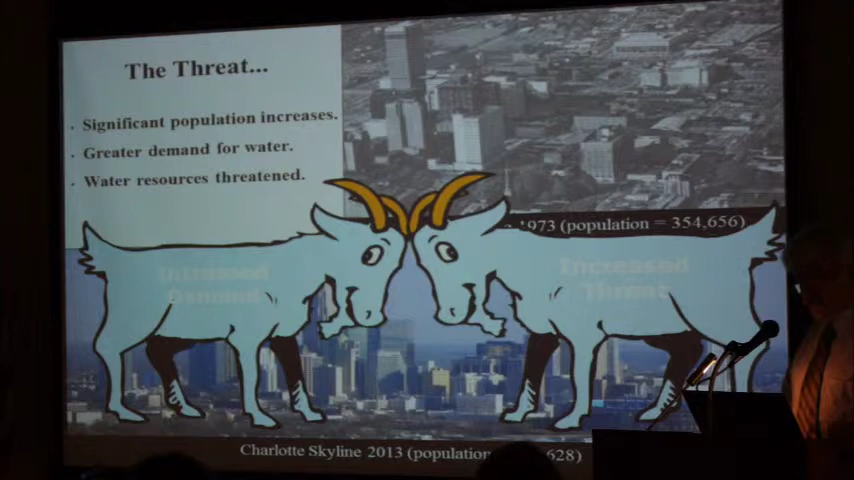 The Threat...
· Significant population increases.
· Greater demand for water.
· Water resources threatened.
1973 (population = 354,656)
Increased
Demand
Increased
Threat
Charlotte Skyline 2013 (population
628)